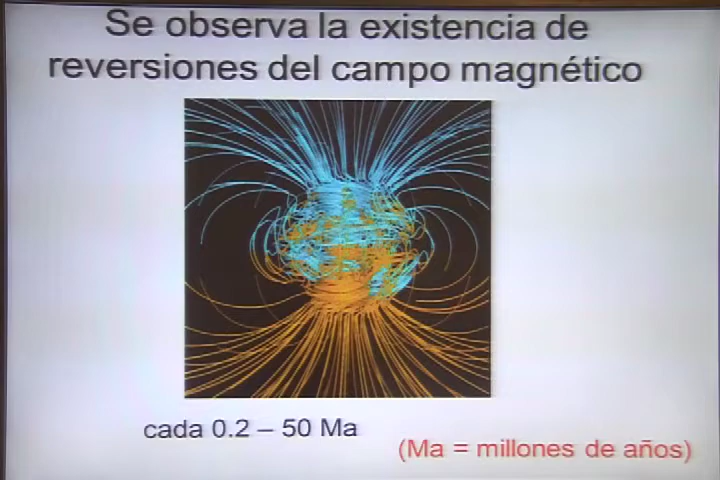 Se observa la existencia de
reversiones del campo magnético
cada 0.2 – 50 Ma
(Ma = millones de años)